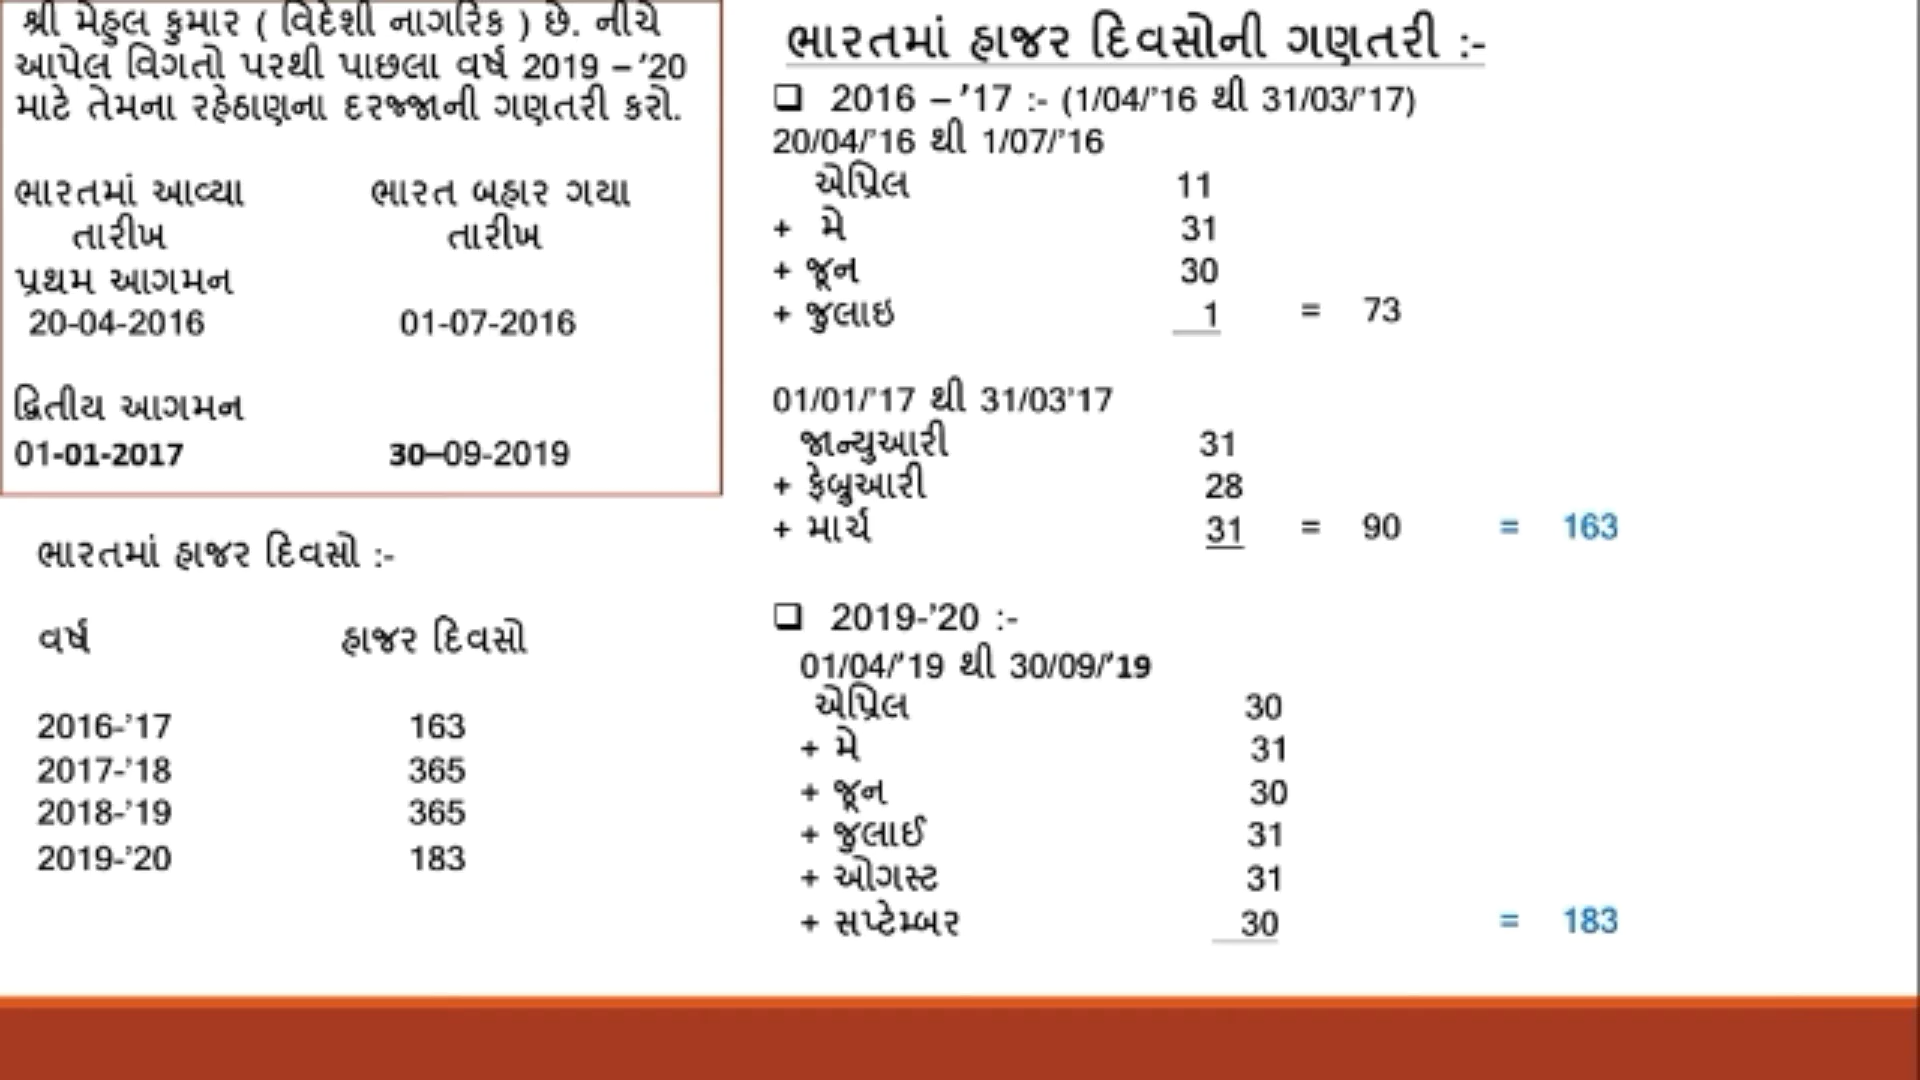 શ્રી મેહુલ કુમાર ( વિદેશી નાગરિક ) છે. નીચે
આપેલ વિગતો પરથી પાછલા વર્ષ 2019 – ’20
માટે તેમના રહેઠાણના દરજ્જાની ગણતરી કરો.
ભારતમાં આવ્યા ભારત બહાર ગયા
તારીખ તારીખ
પ્રથમ આગમન
20-04-2016 01-07-2016
દ્વિતીય આગમન
01-01-2017 30–09-2019
ભારતમાં હાજર દિવસો :-
વર્ષ હાજર દિવસો
2016-’17 163
2017-’18 365
2018-’19 365
2019-’20 183
ભારતમાં હાજર દિવસોની ગણતરી :-
❑ 2016 – ’17 :- (1/04/’16 થી 31/03/’17)
20/04/’16 થી 1/07/’16
એપ્રિલ 11
+ મે 31
+ જૂન 30
+ જુલાઇ 1 = 73
01/01/’17 થી 31/03’17
જાન્યુઆરી 31
+ ફેબ્રુઆરી 28
+ માર્ચ 31 = 90 = 163
❑ 2019-’20 :-
01/04/’19 થી 30/09/’19
એપ્રિલ 30
+ મે 31
+ જૂન 30
+ જુલાઈ 31
+ ઓગસ્ટ 31
+ સપ્ટેમ્બર 30 = 183